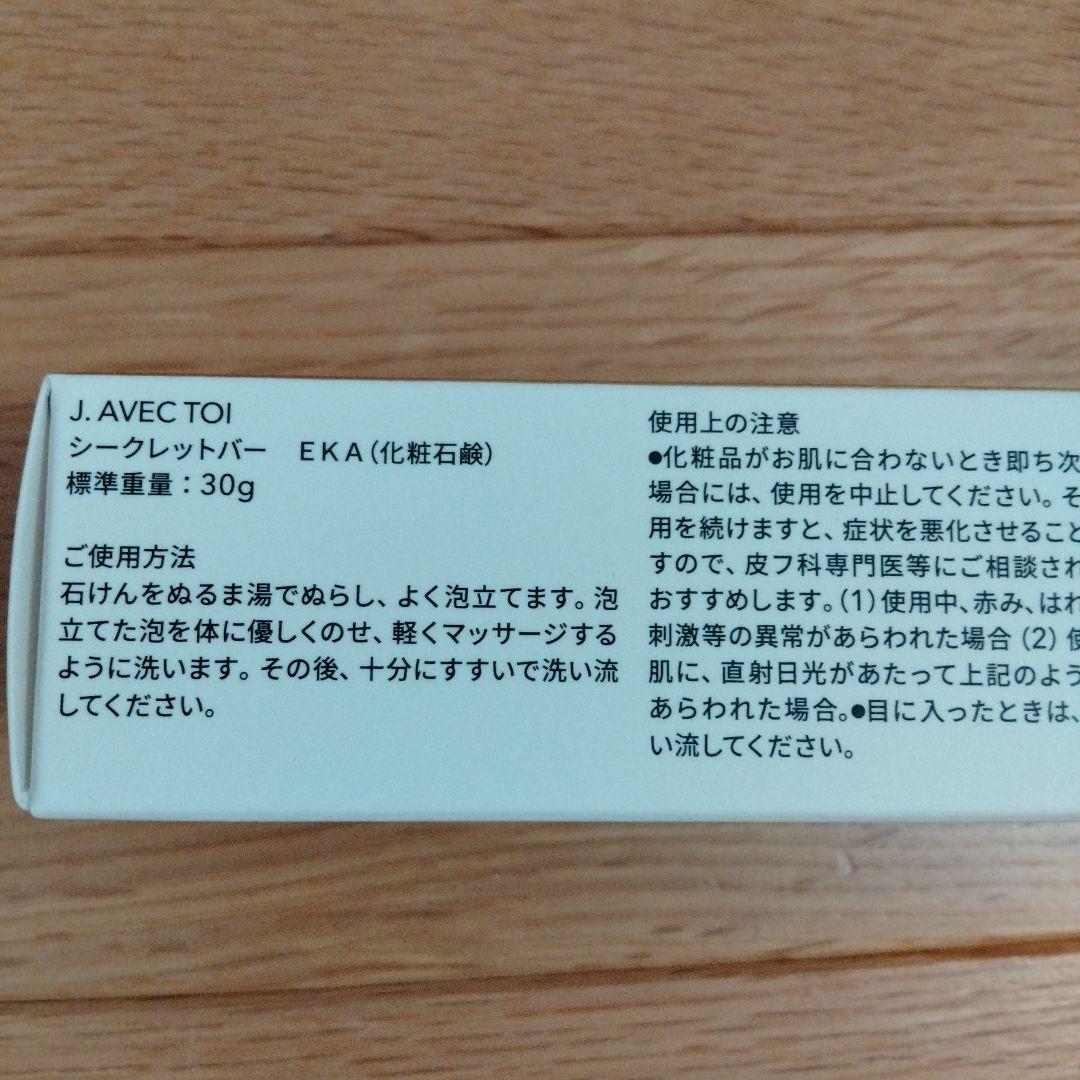 J. AVEC TOI
シークレットバー　EKA（化粧石鹸）
標準重量：30g
ご使用方法
石けんをぬるま湯でぬらし、よく泡立てます。泡
立てた泡を体に優しくのせ、軽くマッサージする
ように洗います。その後、十分にすすいで洗い流
してください。
使用上の注意
●化粧品がお肌に合わないとき即ち次
場合には、使用を中止してください。そ
用を続けますと、症状を悪化させること
すので、皮フ科専門医等にご相談され
おすすめします。（1）使用中、赤み、はれ
刺激等の異常があらわれた場合（2）使
肌に、直射日光があたって上記のよう
あらわれた場合。●目に入ったときは、
い流してください。